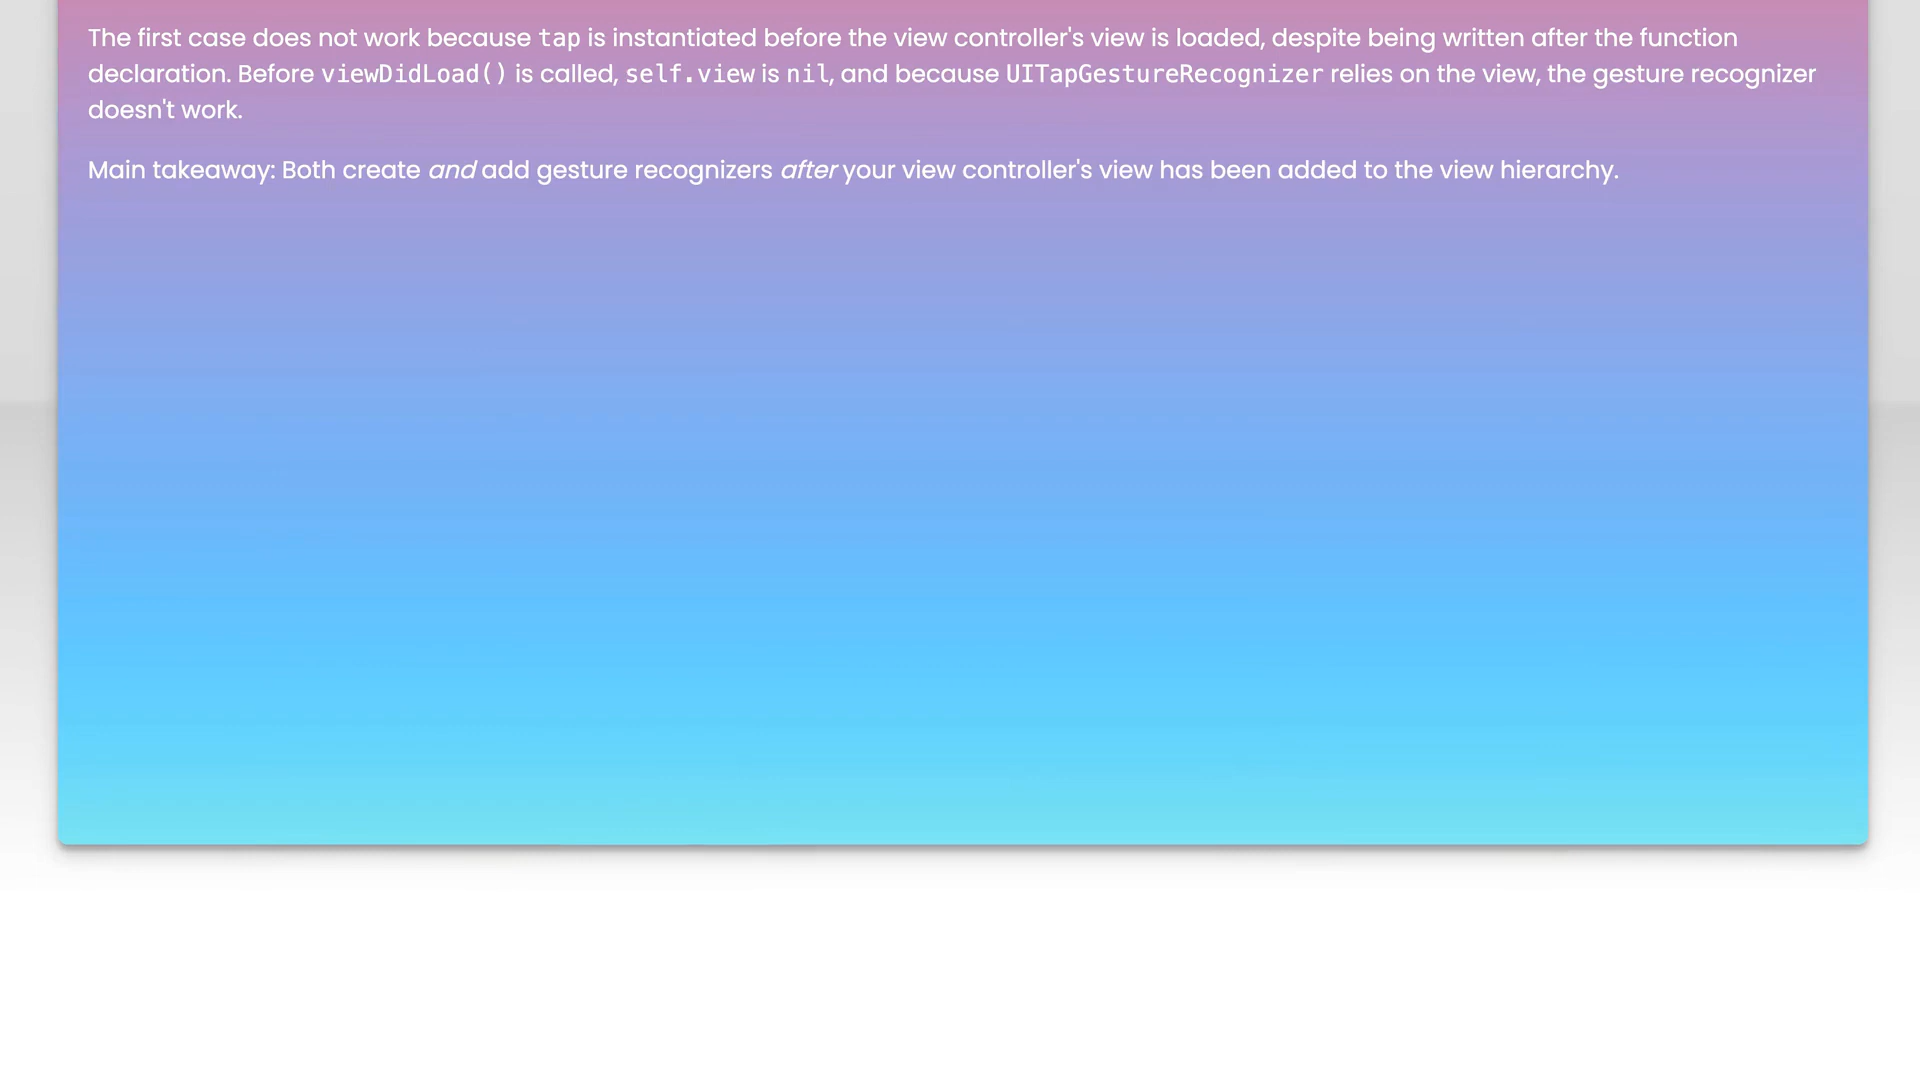 The first case does not work because tap is instantiated before the view controller's view is loaded, despite being written after the function
declaration. Before viewDidLoad() is called, self.view is nil, and because UITapGestureRecognizer relies on the view, the gesture recognizer
doesn't work.
Main takeaway: Both create and add gesture recognizers after your view controller's view has been added to the view hierarchy.